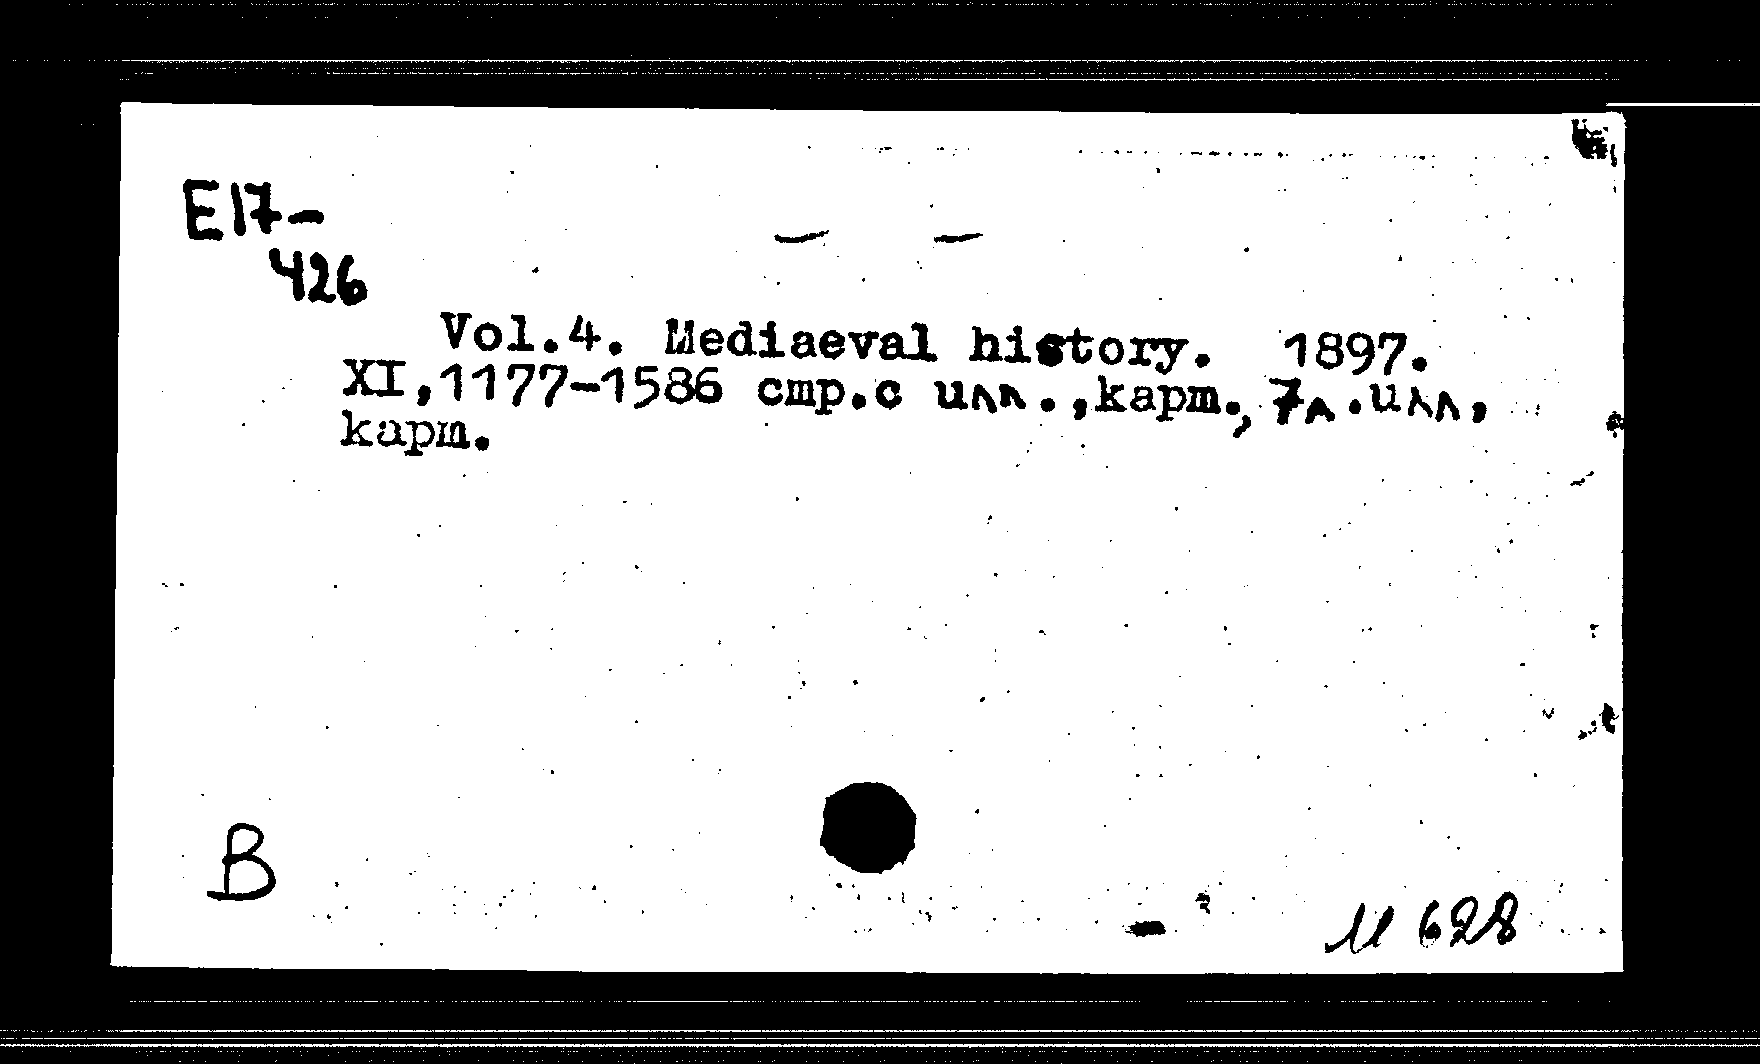 E17-
426
— —
Vol.4. Mediaeval history. 1897.
XI,1177-1586 стр.с илл.,карт., 7л.илл,
карт.
В
И 628